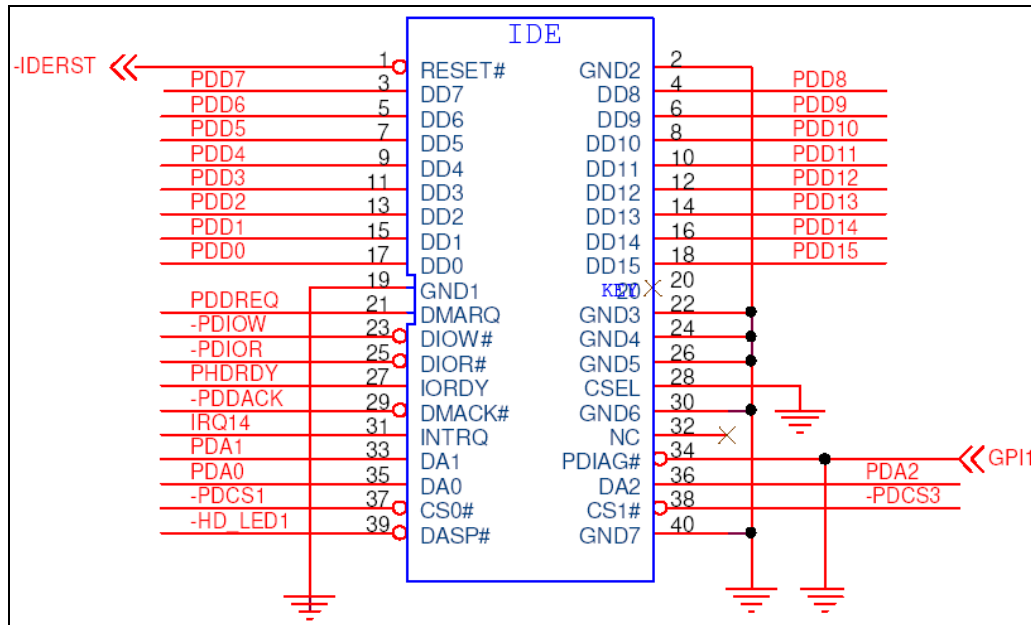 IDE
-IDERST 1 RESET# GND2 2
PDD7 3 DD7 DD8 4 PDD8
PDD6 5 DD6 DD9 6 PDD9
PDD5 7 DD5 DD10 8 PDD10
PDD4 9 DD4 DD11 10 PDD11
PDD3 11 DD3 DD12 12 PDD12
PDD2 13 DD2 DD13 14 PDD13
PDD1 15 DD1 DD14 16 PDD14
PDD0 17 DD0 DD15 18 PDD15
19 GND1 KEY 20 20
PDDREQ 21 DMARQ GND3 22
-PDIOW 23 DIOW# GND4 24
-PDIOR 25 DIOR# GND5 26
PHDRDY 27 IORDY CSEL 28
-PDDACK 29 DMACK# GND6 30
IRQ14 31 INTRQ NC 32
PDA1 33 DA1 PDIAG# 34 GPI1
PDA0 35 DA0 DA2 36 PDA2
-PDCS1 37 CS0# CS1# 38 -PDCS3
-HD_LED1 39 DASP# GND7 40